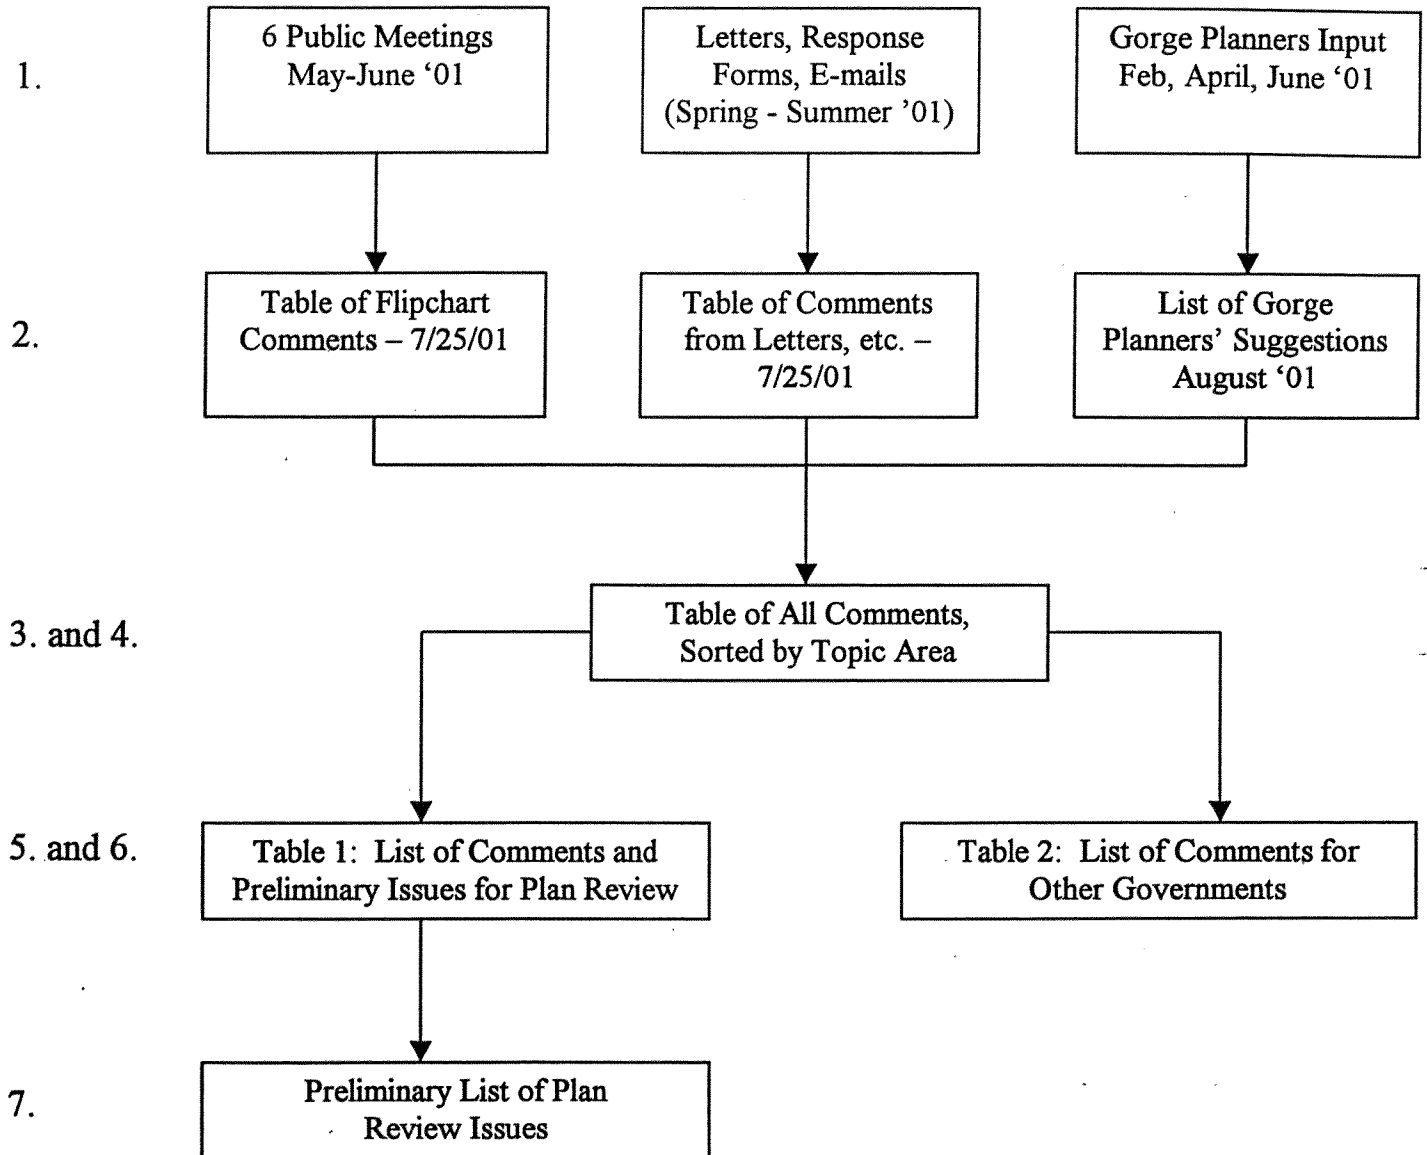 1.
6 Public Meetings
May-June ‘01
Letters, Response
Forms, E-mails
(Spring - Summer ’01)
Gorge Planners Input
Feb, April, June ‘01
2.
Table of Flipchart
Comments – 7/25/01
Table of Comments
from Letters, etc. –
7/25/01
List of Gorge
Planners’ Suggestions
August ‘01
3. and 4.
Table of All Comments,
Sorted by Topic Area
5. and 6.
Table 1: List of Comments and
Preliminary Issues for Plan Review
Table 2: List of Comments for
Other Governments
7.
Preliminary List of Plan
Review Issues